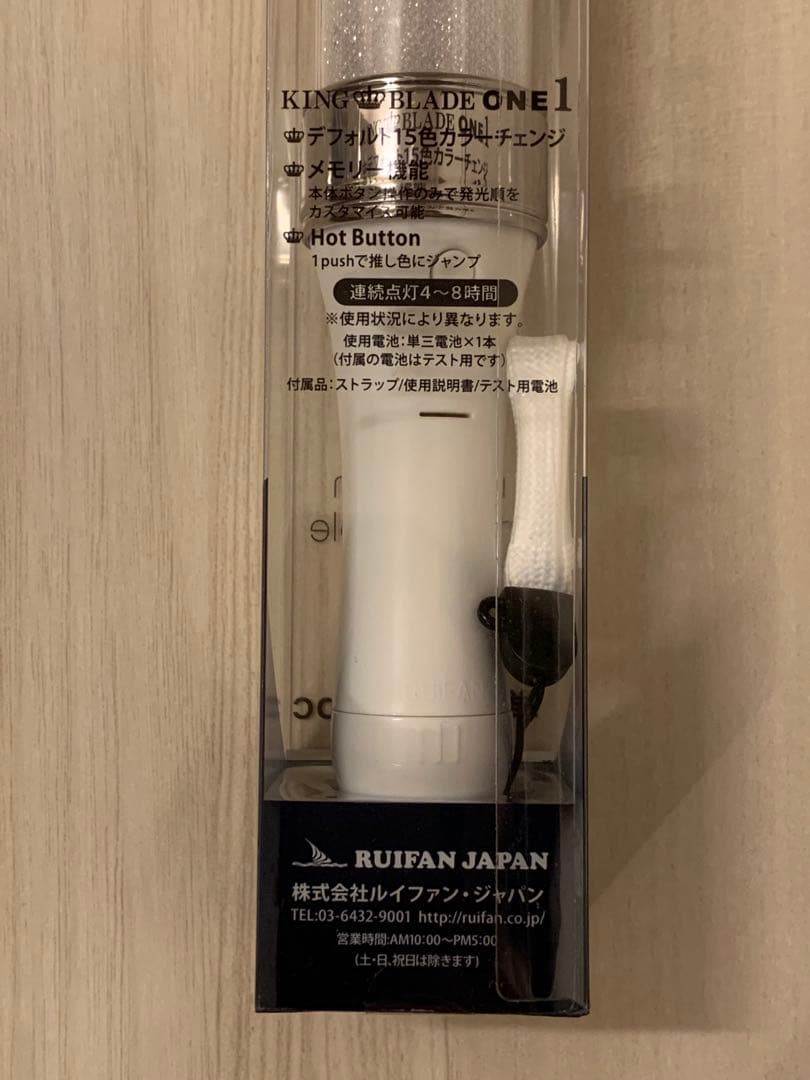 KING BLADE ONE1
デフォルト15色カラーチェンジ
メモリー機能
本体ボタン操作のみで発光順を
カスタマイズ可能
Hot Button
1pushで推し色にジャンプ
連続点灯4〜8時間
※使用状況により異なります。
使用電池:単三電池×1本
(付属の電池はテスト用です)
付属品:ストラップ/使用説明書/テスト用電池
RUIFAN JAPAN
株式会社ルイファン・ジャパン
TEL:03-6432-9001 http://ruifan.co.jp/
営業時間:AM10:00〜PM5:00
(土・日、祝日は除きます)